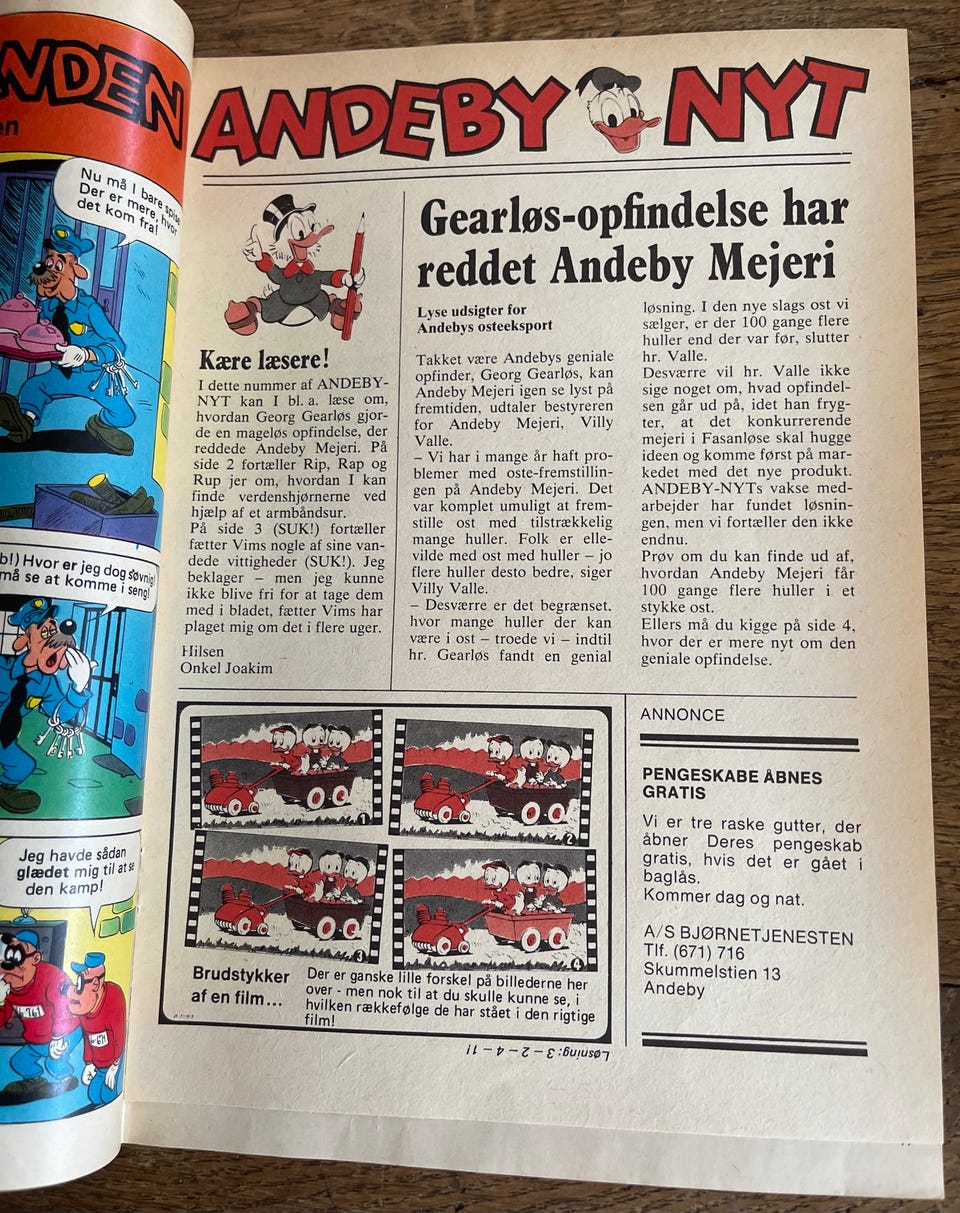 NDEN
en
Nu må I bare spise
Der er mere, hvor
det kom fra!
b!) Hvor er jeg dog søvnig!
må se at komme i seng!
Jeg havde sådan
glædet mig til at se
den kamp!
ANDEBY NYT
Kære læsere!
I dette nummer af ANDEBY-
NYT kan I bl. a. læse om,
hvordan Georg Gearløs gjor-
de en mageløs opfindelse, der
reddede Andeby Mejeri. På
side 2 fortæller Rip, Rap og
Rup jer om, hvordan I kan
finde verdenshjørnerne ved
hjælp af et armbåndsur.
På side 3 (SUK!) fortæller
fætter Vims nogle af sine van-
dede vittigheder (SUK!). Jeg
beklager – men jeg kunne
ikke blive fri for at tage dem
med i bladet, fætter Vims har
plaget mig om det i flere uger.
Hilsen
Onkel Joakim
Gearløs-opfindelse har
reddet Andeby Mejeri
Lyse udsigter for
Andebys osteeksport
Takket være Andebys geniale
opfinder, Georg Gearløs, kan
Andeby Mejeri igen se lyst på
fremtiden, udtaler bestyreren
for Andeby Mejeri, Villy
Valle.
– Vi har i mange år haft pro-
blemer med oste-fremstillin-
gen på Andeby Mejeri. Det
var komplet umuligt at frem-
stille ost med tilstrækkelig
mange huller. Folk er elle-
vilde med ost med huller – jo
flere huller desto bedre, siger
Villy Valle.
– Desværre er det begrænset.
hvor mange huller der kan
være i ost – troede vi – indtil
hr. Gearløs fandt en genial
løsning. I den nye slags ost vi
sælger, er der 100 gange flere
huller end der var før, slutter
hr. Valle.
Desværre vil hr. Valle ikke
sige noget om, hvad opfindel-
sen går ud på, idet han fryg-
ter, at det konkurrerende
mejeri i Fasanløse skal hugge
ideen og komme først på mar-
kedet med det nye produkt.
ANDEBY-NYTs vakse med-
arbejder har fundet løsnin-
gen, men vi fortæller den ikke
endnu.
Prøv om du kan finde ud af,
hvordan Andeby Mejeri får
100 gange flere huller i et
stykke ost.
Ellers må du kigge på side 4,
hvor der er mere nyt om den
geniale opfindelse.
1
2
3
4
Brudstykker
af en film...
Der er ganske lille forskel på billederne her
over - men nok til at du skulle kunne se, i
hvilken rækkefølge de har stået i den rigtige
film!
Løsning: 3 – 2 – 4 – 1!
ANNONCE
PENGESKABE ÅBNES
GRATIS
Vi er tre raske gutter, der
åbner Deres pengeskab
gratis, hvis det er gået i
baglås.
Kommer dag og nat.
A/S BJØRNETJENESTEN
Tlf. (671) 716
Skummelstien 13
Andeby